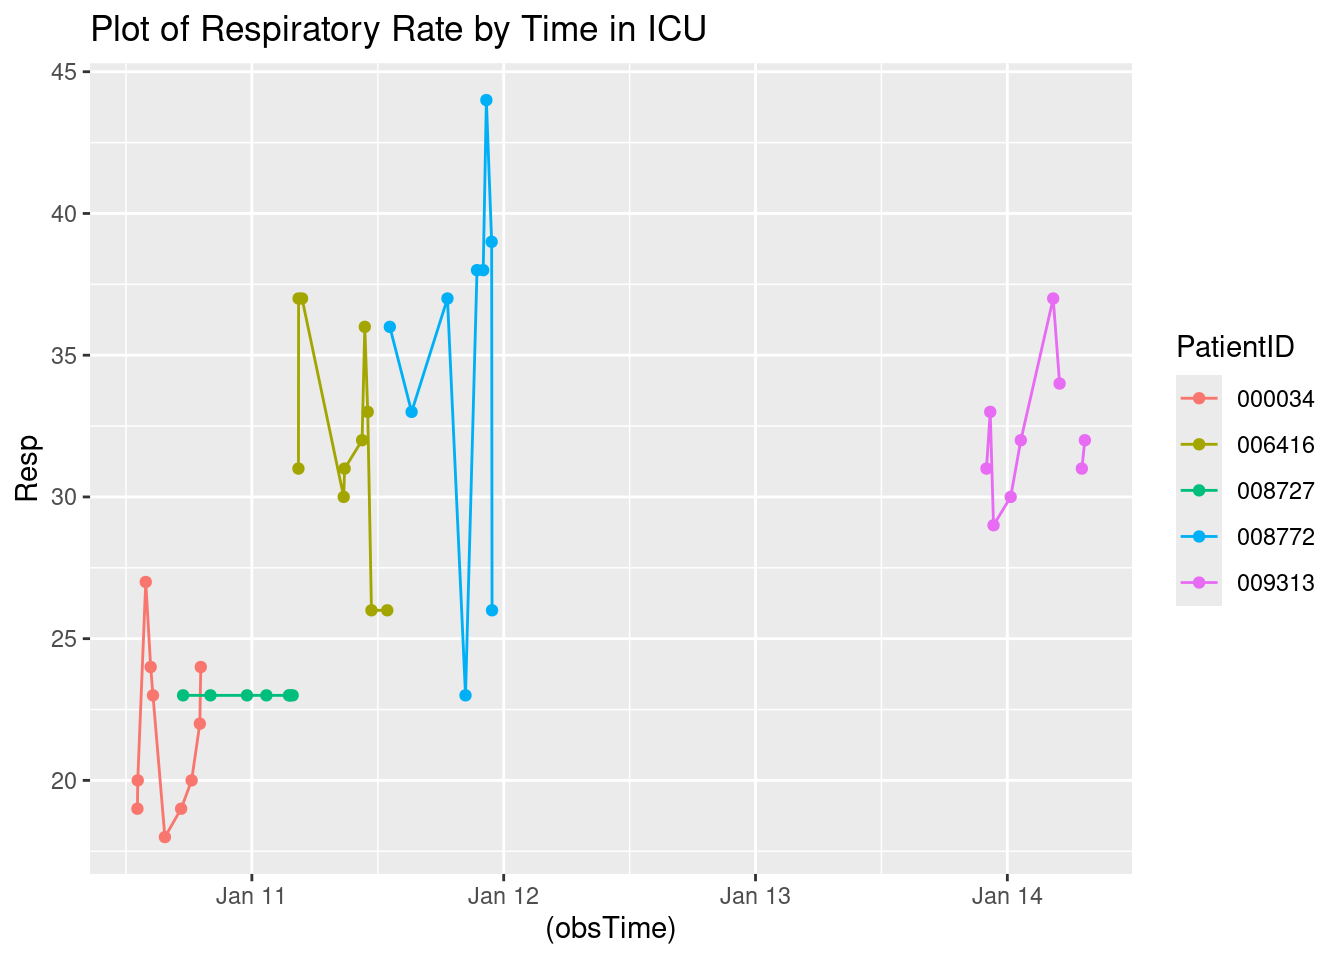 Plot of Respiratory Rate by Time in ICU
45
40
35
30
25
20
Resp
Jan 11 Jan 12 Jan 13 Jan 14
(obsTime)
PatientID
000034
006416
008727
008772
009313